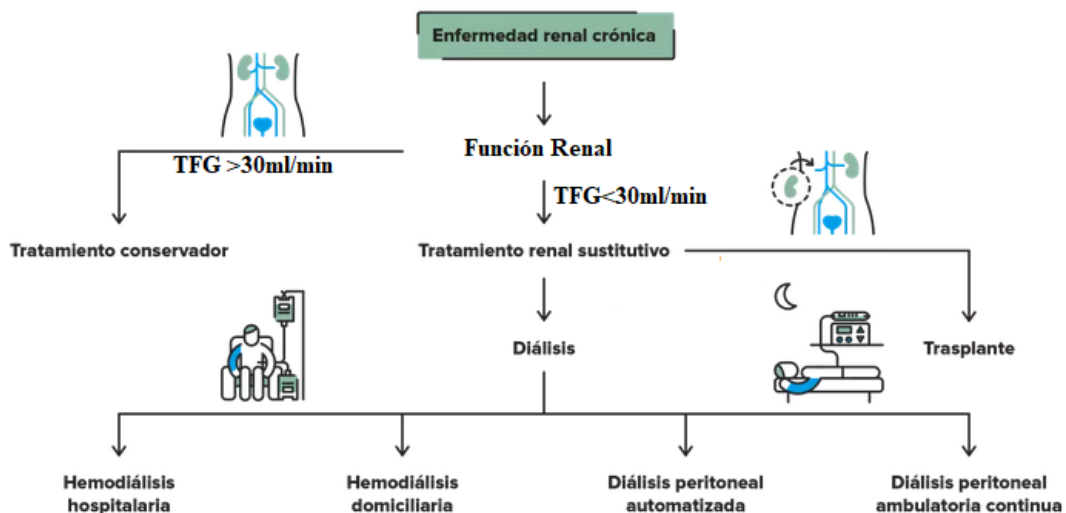 Enfermedad renal crónica
Función Renal
TFG >30ml/min
TFG<30ml/min
Tratamiento conservador
Tratamiento renal sustitutivo
Diálisis
Trasplante
Hemodiálisis
hospitalaria
Hemodiálisis
domiciliaria
Diálisis peritoneal
automatizada
Diálisis peritoneal
ambulatoria continua